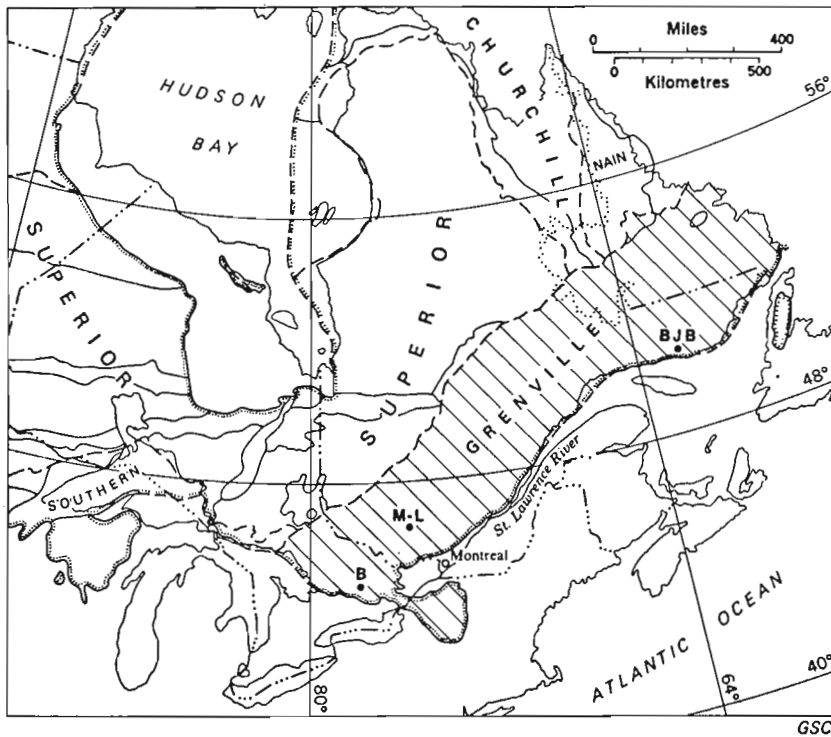 Miles
0 400
0 500
Kilometres
56°
HUDSON
BAY
CHURCHILL
NAIN
SUPERIOR
SUPERIOR
GRENVILLE
BJB
48°
SOUTHERN
St. Lawrence River
M-L
Montreal
B
ATLANTIC OCEAN
80°
64°
40°
GSC